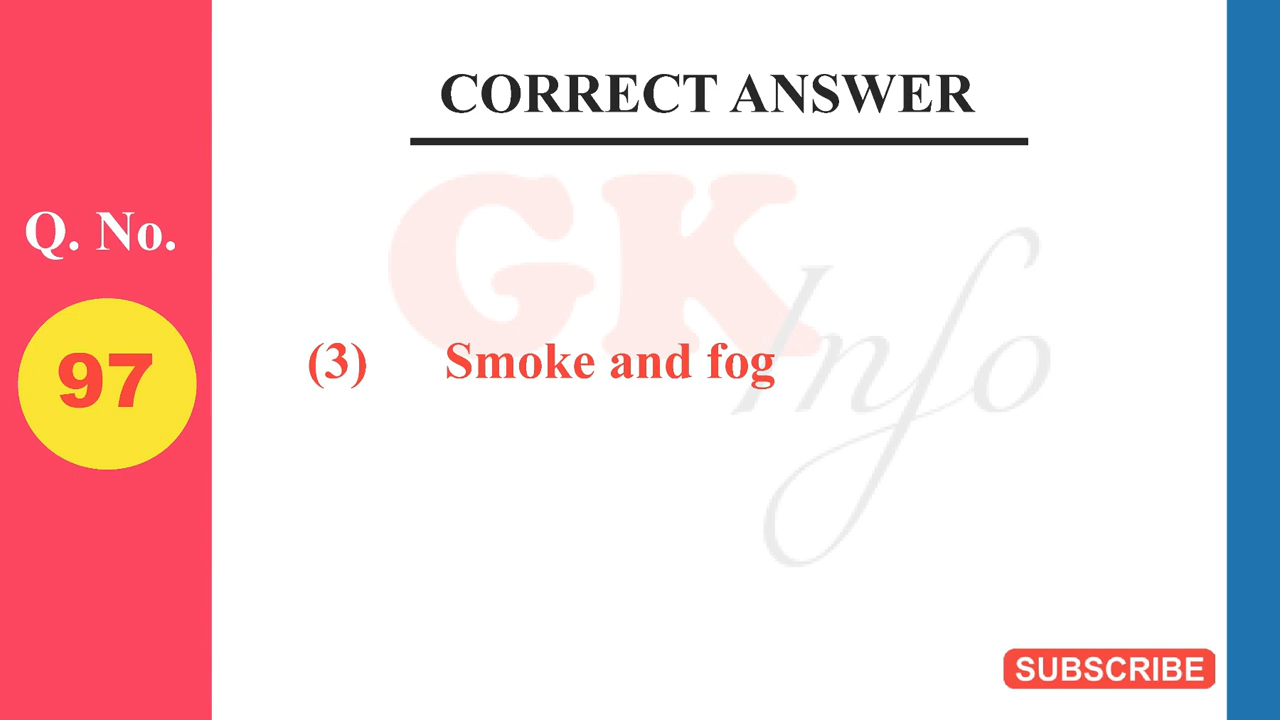 CORRECT ANSWER
Q. No.
97
GK Info
(3) Smoke and fog
SUBSCRIBE